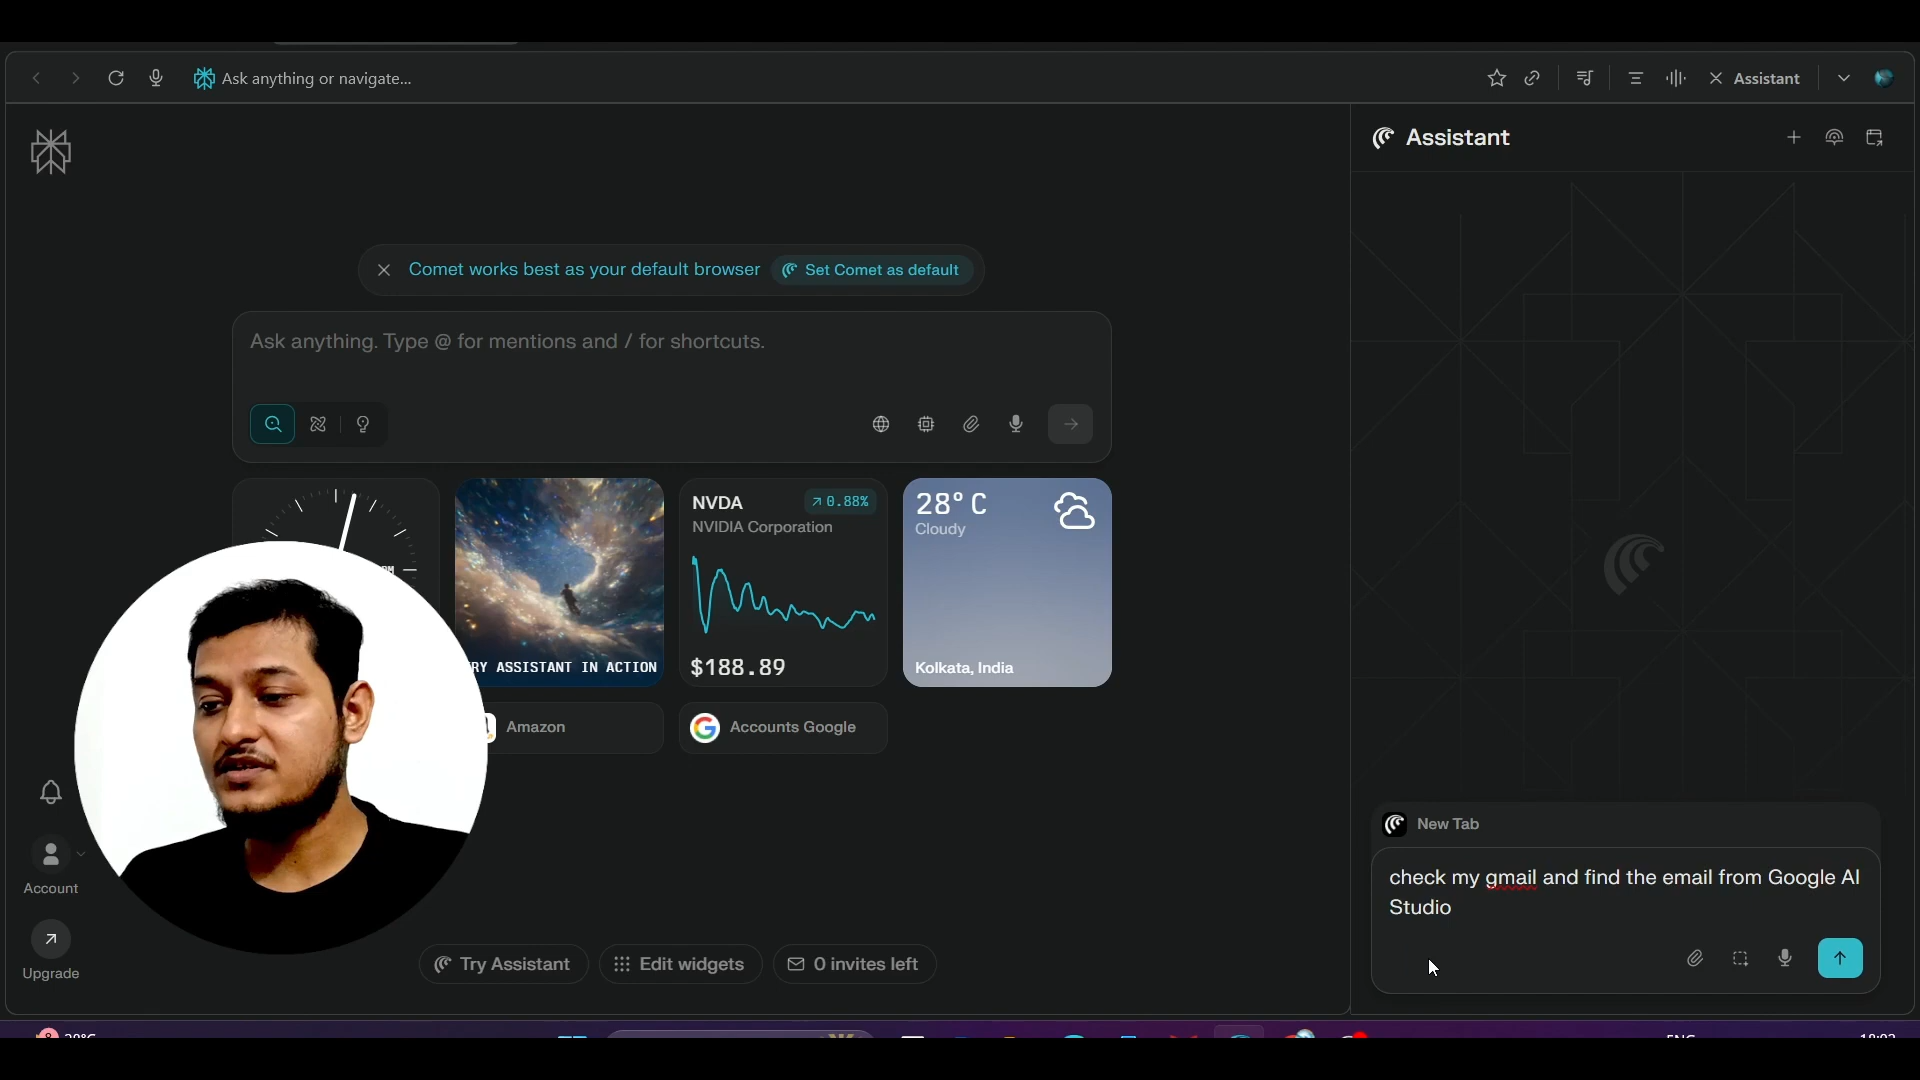 Ask anything or navigate...
Assistant
Assistant
Comet works best as your default browser
Set Comet as default
Ask anything. Type @ for mentions and / for shortcuts.
NVDA
0.88%
NVIDIA Corporation
$188.89
28° C
Cloudy
Kolkata, India
RY ASSISTANT IN ACTION
Amazon
Accounts Google
Account
Upgrade
Try Assistant
Edit widgets
0 invites left
New Tab
check my gmail and find the email from Google AI
Studio